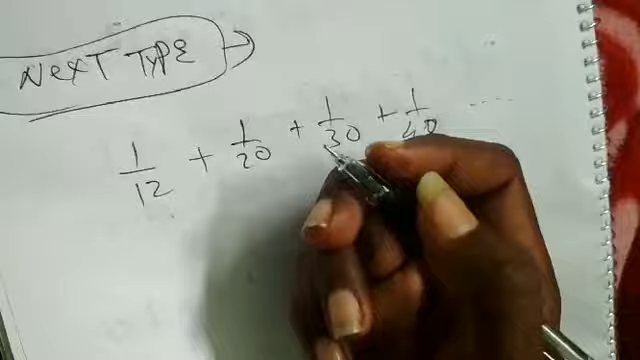 NexT TYPE →
1/12 + 1/20 + 1/30 + 1/40 ----